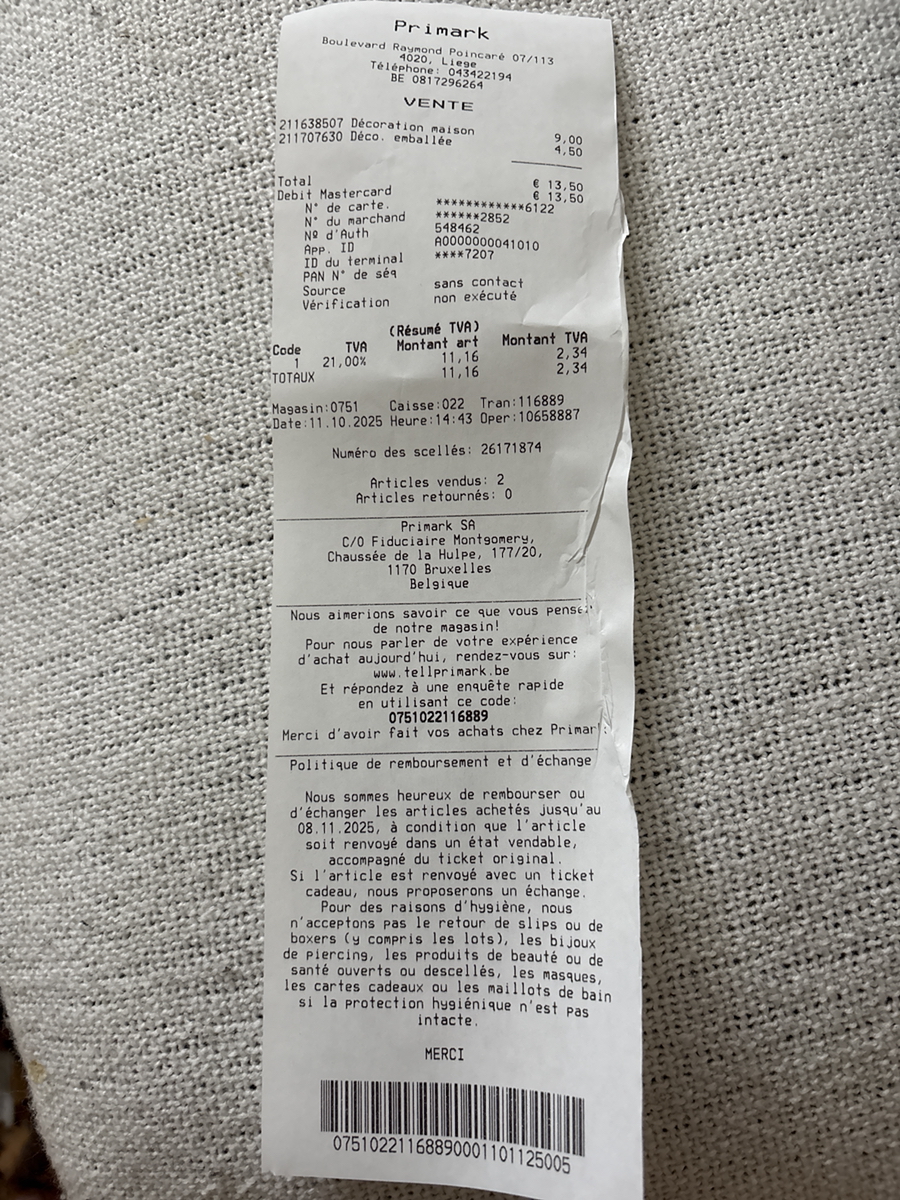 Primark
Boulevard Raymond Poincaré 07/113
4020, Liege
Téléphone: 043422194
BE 0817296264
VENTE
211638507 Décoration maison 9,00
211707630 Déco. emballée 4,50
Total € 13,50
Debit Mastercard € 13,50
N° de carte. ************6122
N° du marchand ******2852
Nº d'Auth 548462
App. ID A0000000041010
ID du terminal ****7207
PAN N° de séq
Source sans contact
Vérification non exécuté
(Résumé TVA)
Code TVA Montant art Montant TVA
1 21,00% 11,16 2,34
TOTAUX 11,16 2,34
Magasin:0751 Caisse:022 Tran:116889
Date:11.10.2025 Heure:14:43 Oper:10658887
Numéro des scellés: 26171874
Articles vendus: 2
Articles retournés: 0
Primark SA
C/O Fiduciaire Montgomery,
Chaussée de la Hulpe, 177/20,
1170 Bruxelles
Belgique
Nous aimerions savoir ce que vous pensez
de notre magasin!
Pour nous parler de votre expérience
d'achat aujourd'hui, rendez-vous sur:
www.tellprimark.be
Et répondez à une enquête rapide
en utilisant ce code:
0751022116889
Merci d'avoir fait vos achats chez Primark
Politique de remboursement et d'échange
Nous sommes heureux de rembourser ou
d'échanger les articles achetés jusqu'au
08.11.2025, à condition que l'article
soit renvoyé dans un état vendable,
accompagné du ticket original.
Si l'article est renvoyé avec un ticket
cadeau, nous proposerons un échange.
Pour des raisons d'hygiène, nous
n'acceptons pas le retour de slips ou de
boxers (y compris les lots), les bijoux
de piercing, les produits de beauté ou de
santé ouverts ou descellés, les masques,
les cartes cadeaux ou les maillots de bain
si la protection hygiénique n'est pas
intacte.
MERCI
07510221168890001101125005